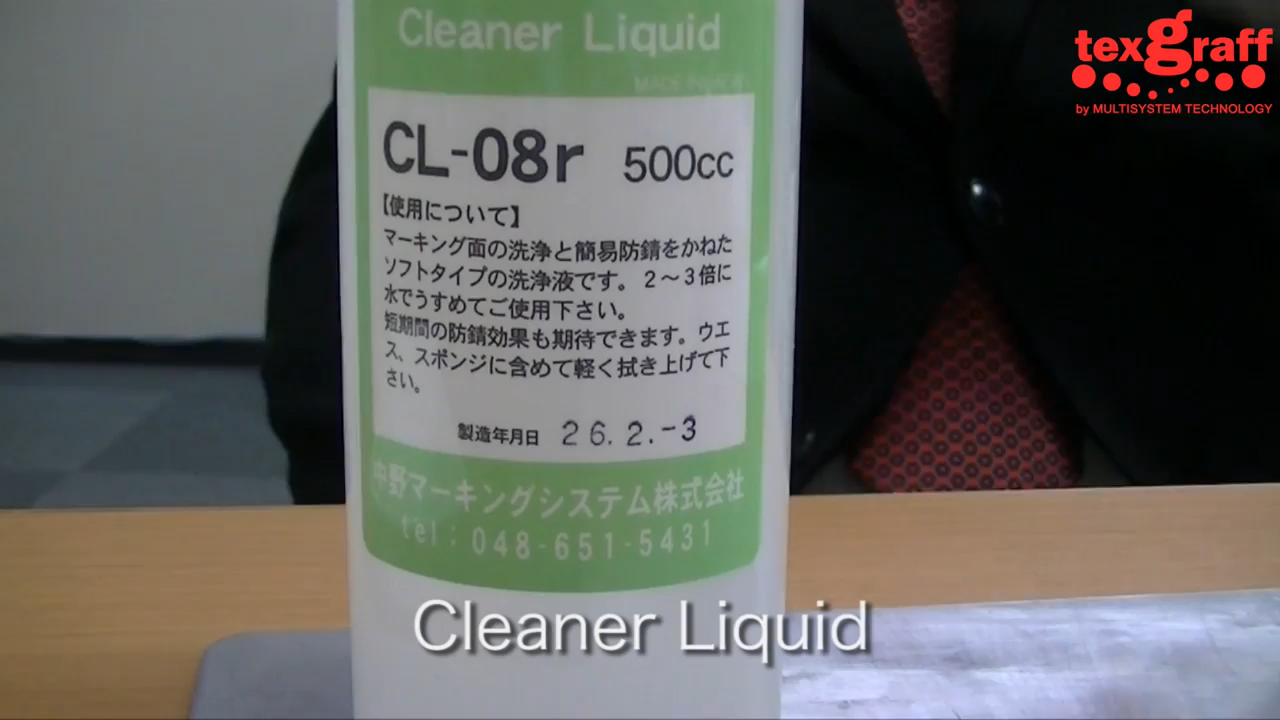 Cleaner Liquid
texgraff
by MULTISYSTEM TECHNOLOGY
CL-08r 500cc
【使用について】
マーキング面の洗浄と簡易防錆をかねた
ソフトタイプの洗浄液です。2～3倍に
水でうすめてご使用下さい。
短期間の防錆効果も期待できます。ウエ
ス、スポンジに含めて軽く拭き上げて下
さい。
製造年月日 26.2.-3
中野マーキングシステム株式会社
tel:048-651-5431
Cleaner Liquid